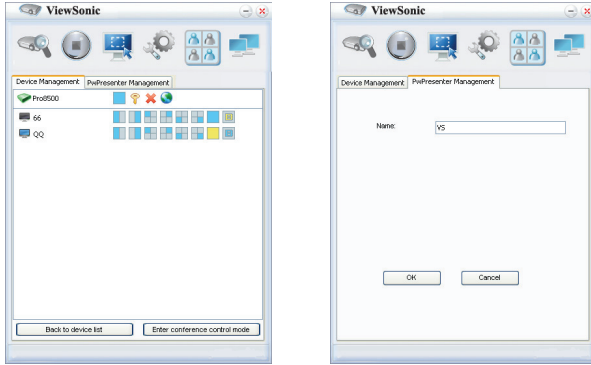 ViewSonic
Device Management PwPresenter Management
Pro8500
66
QQ
Back to device list Enter conference control mode
ViewSonic
Device Management PwPresenter Management
Name: VS
OK Cancel